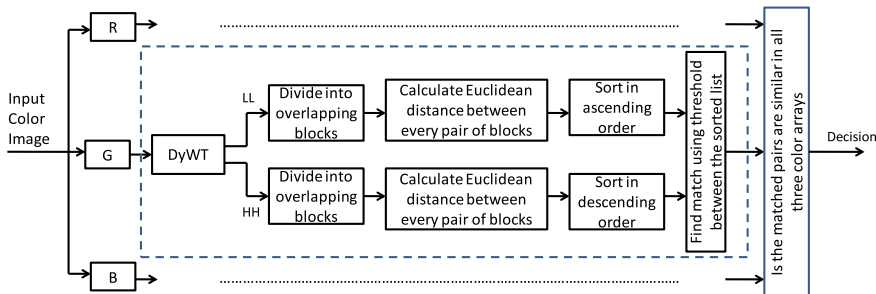 R
Input
Color
Image
G
B
DyWT
LL
HH
Divide into
overlapping
blocks
Calculate Euclidean
distance between
every pair of blocks
Sort in
ascending
order
Divide into
overlapping
blocks
Calculate Euclidean
distance between
every pair of blocks
Sort in
descending
order
Find match using threshold
between the sorted list
Is the matched pairs are similar in all
three color arrays
Decision